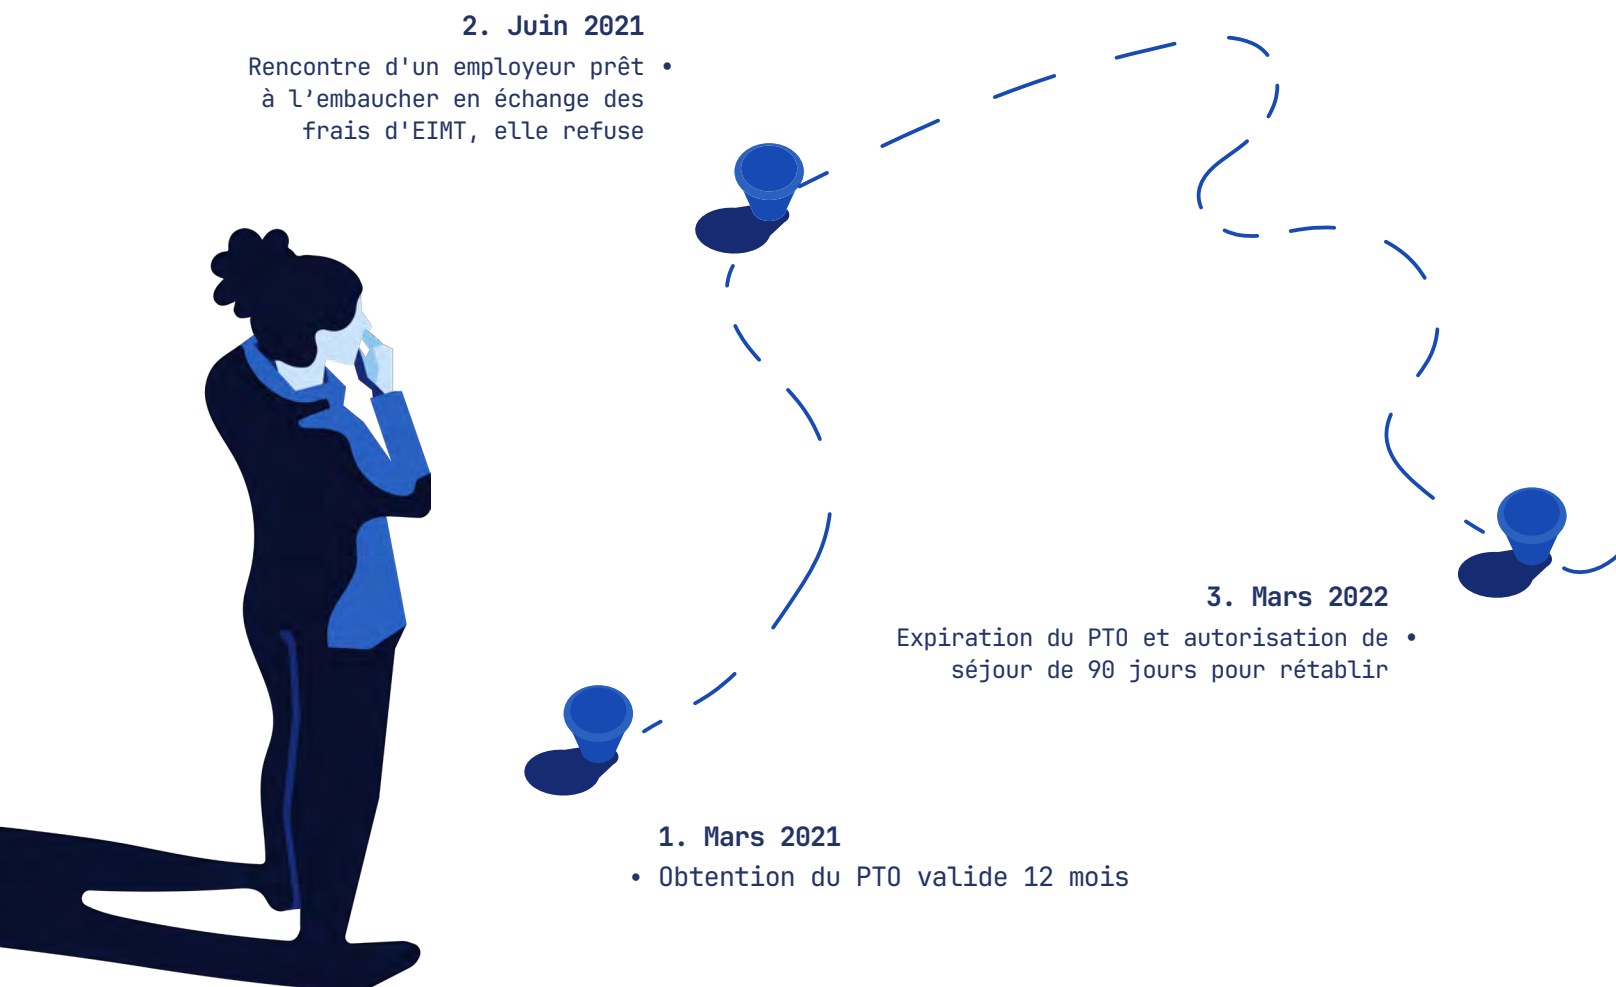 2. Juin 2021
Rencontre d'un employeur prêt •
à l’embaucher en échange des
frais d'EIMT, elle refuse
3. Mars 2022
Expiration du PTO et autorisation de •
séjour de 90 jours pour rétablir
1. Mars 2021
• Obtention du PTO valide 12 mois